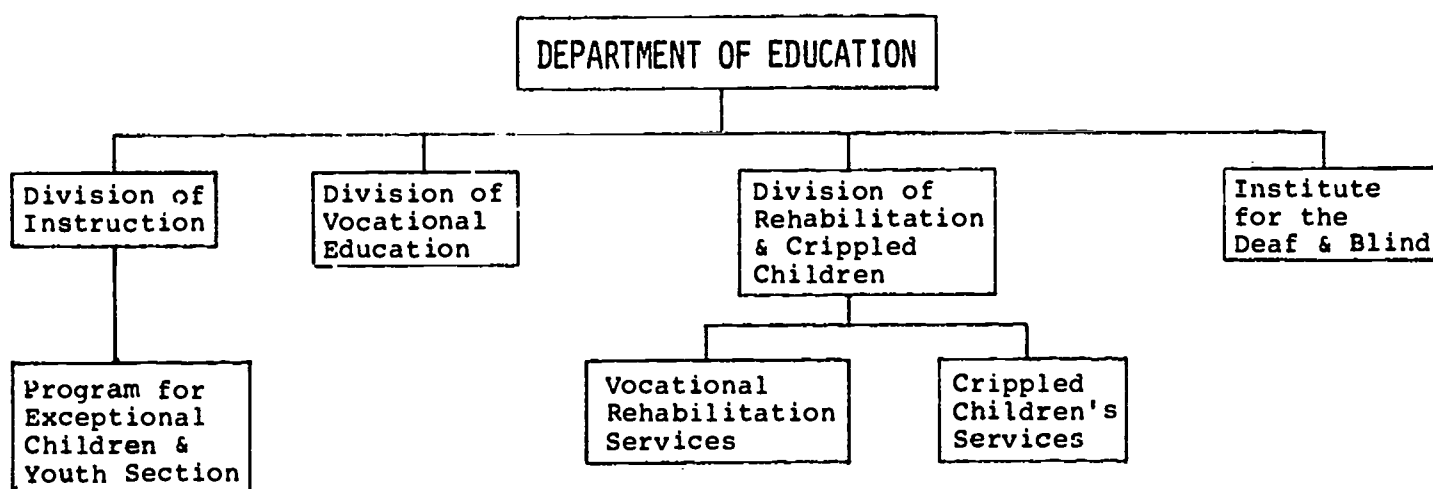 DEPARTMENT OF EDUCATION
Division of
Instruction
Division of
Vocational
Education
Division of
Rehabilitation
& Crippled
Children
Institute
for the
Deaf & Blind
Program for
Exceptional
Children &
Youth Section
Vocational
Rehabilitation
Services
Crippled
Children's
Services